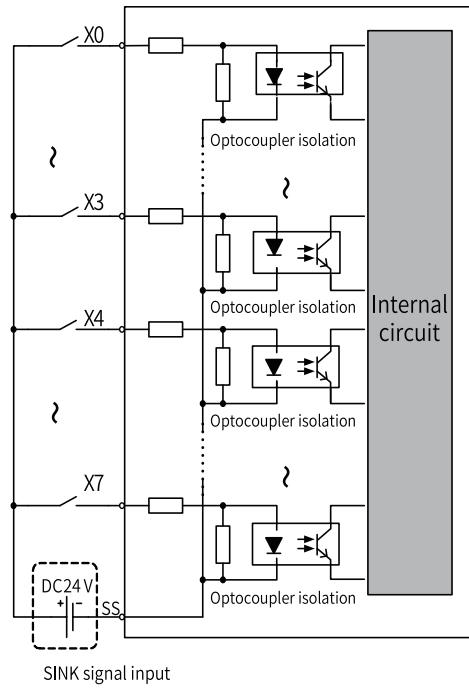 X0
Optocoupler isolation
X3
Optocoupler isolation
Internal
circuit
X4
Optocoupler isolation
X7
DC24 V
+ −
SS
Optocoupler isolation
SINK signal input